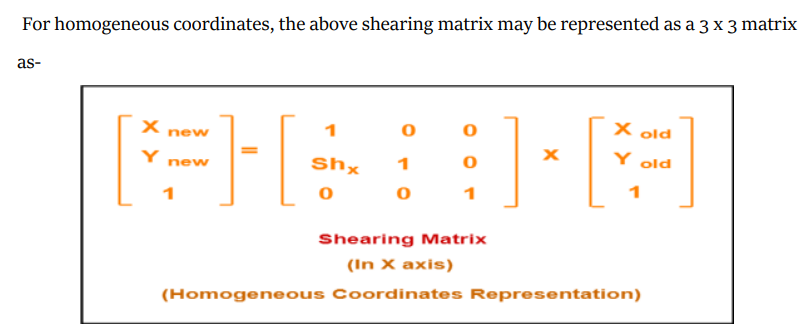 For homogeneous coordinates, the above shearing matrix may be represented as a 3 x 3 matrix
as-
X new 1 0 0 X old
Y new = Shx 1 0 x Y old
1 0 0 1 1
Shearing Matrix
(In X axis)
(Homogeneous Coordinates Representation)